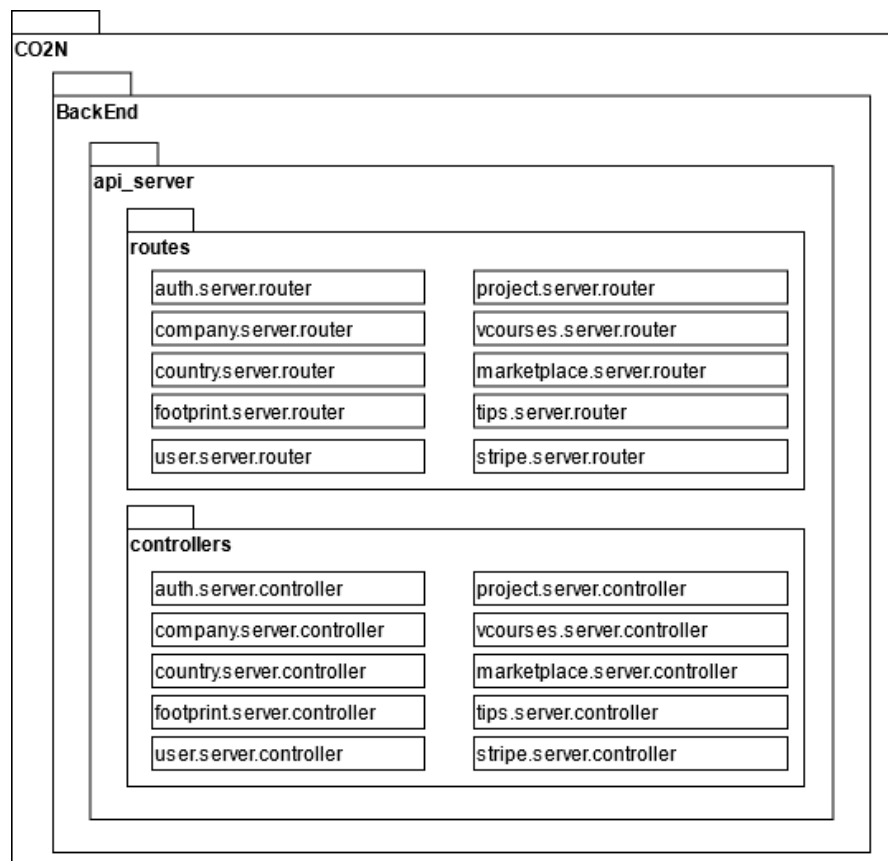 CO2N
BackEnd
api_server
routes
auth.server.router
project.server.router
company.server.router
vcourses.server.router
country.server.router
marketplace.server.router
footprint.server.router
tips.server.router
user.server.router
stripe.server.router
controllers
auth.server.controller
project.server.controller
company.server.controller
vcourses.server.controller
country.server.controller
marketplace.server.controller
footprint.server.controller
tips.server.controller
user.server.controller
stripe.server.controller